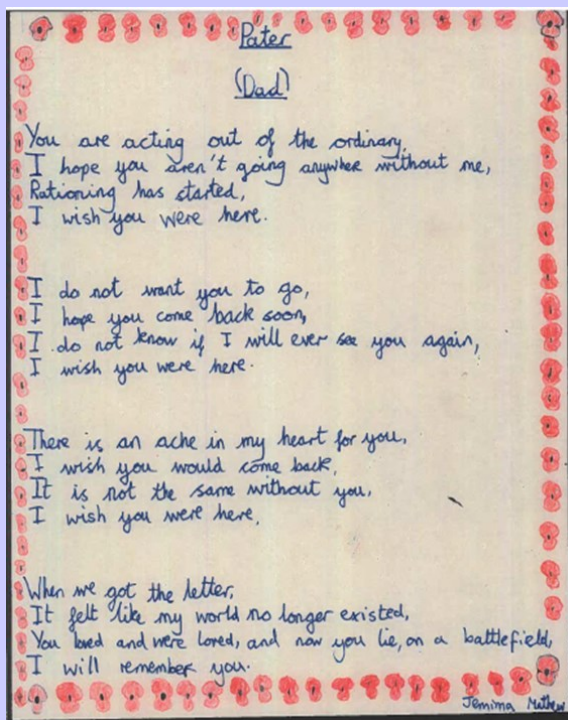 Pater
(Dad)
You are acting out of the ordinary.
I hope you aren't going anywher without me,
Rationing has started,
I wish you were here.
I do not want you to go,
I hope you come back soon,
I do not know if I will ever see you again,
I wish you were here.
There is an ache in my heart for you,
I wish you would come back,
It is not the same without you,
I wish you were here,
When we got the letter,
It felt like my world no longer existed,
You loved and were loved, and now you lie, on a battlefield,
I will remember you.
Jemima